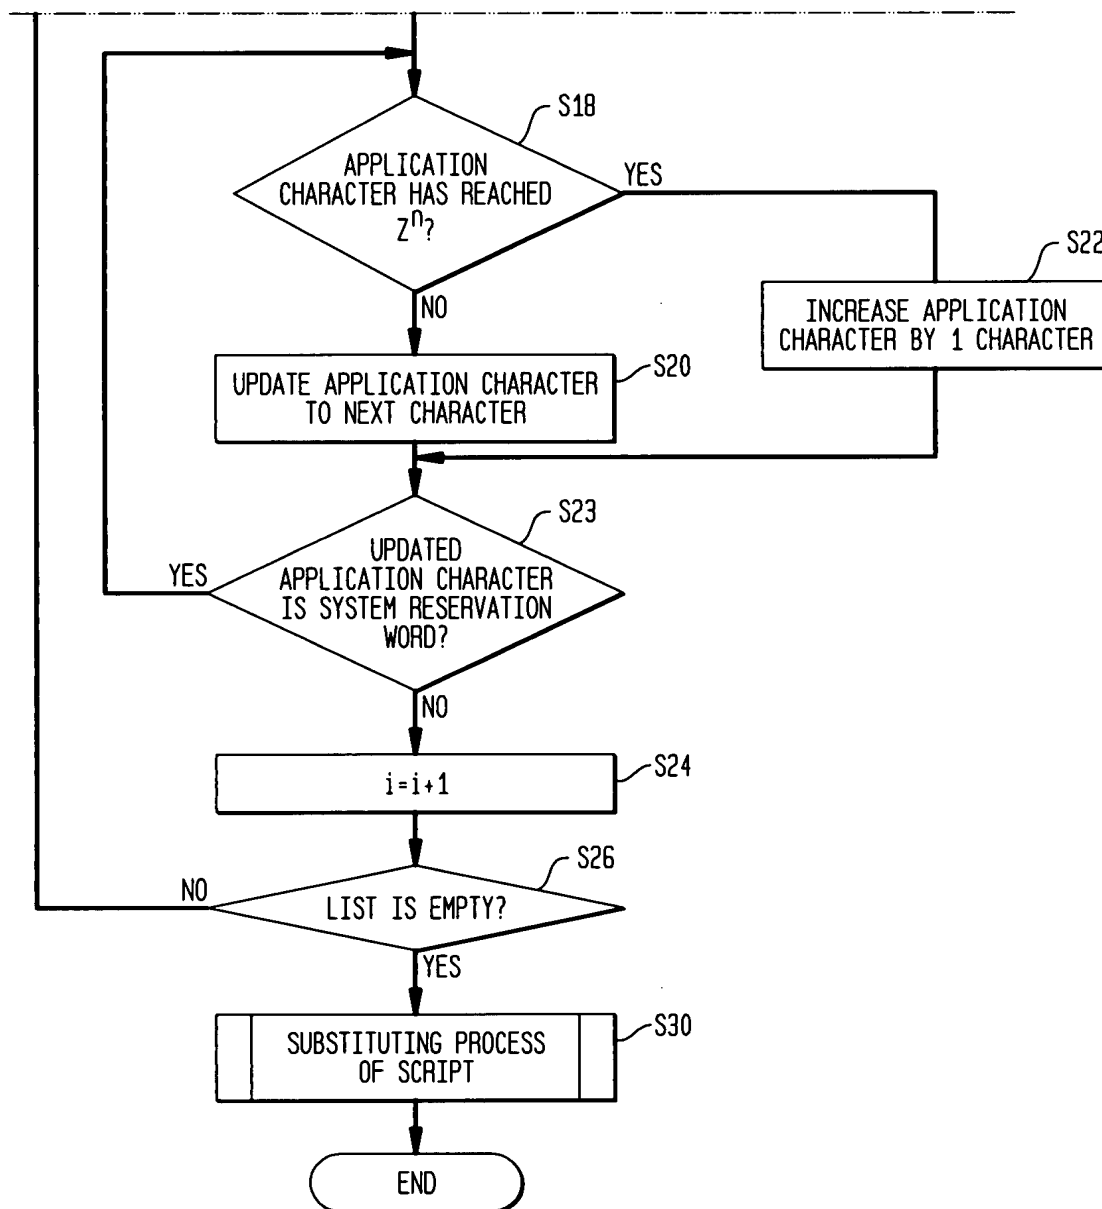 S18
APPLICATION
CHARACTER HAS REACHED
Zⁿ?
YES
NO
S22
INCREASE APPLICATION
CHARACTER BY 1 CHARACTER
S20
UPDATE APPLICATION CHARACTER
TO NEXT CHARACTER
S23
UPDATED
APPLICATION CHARACTER
IS SYSTEM RESERVATION
WORD?
YES
NO
S24
i=i+1
S26
LIST IS EMPTY?
NO
YES
S30
SUBSTITUTING PROCESS
OF SCRIPT
END